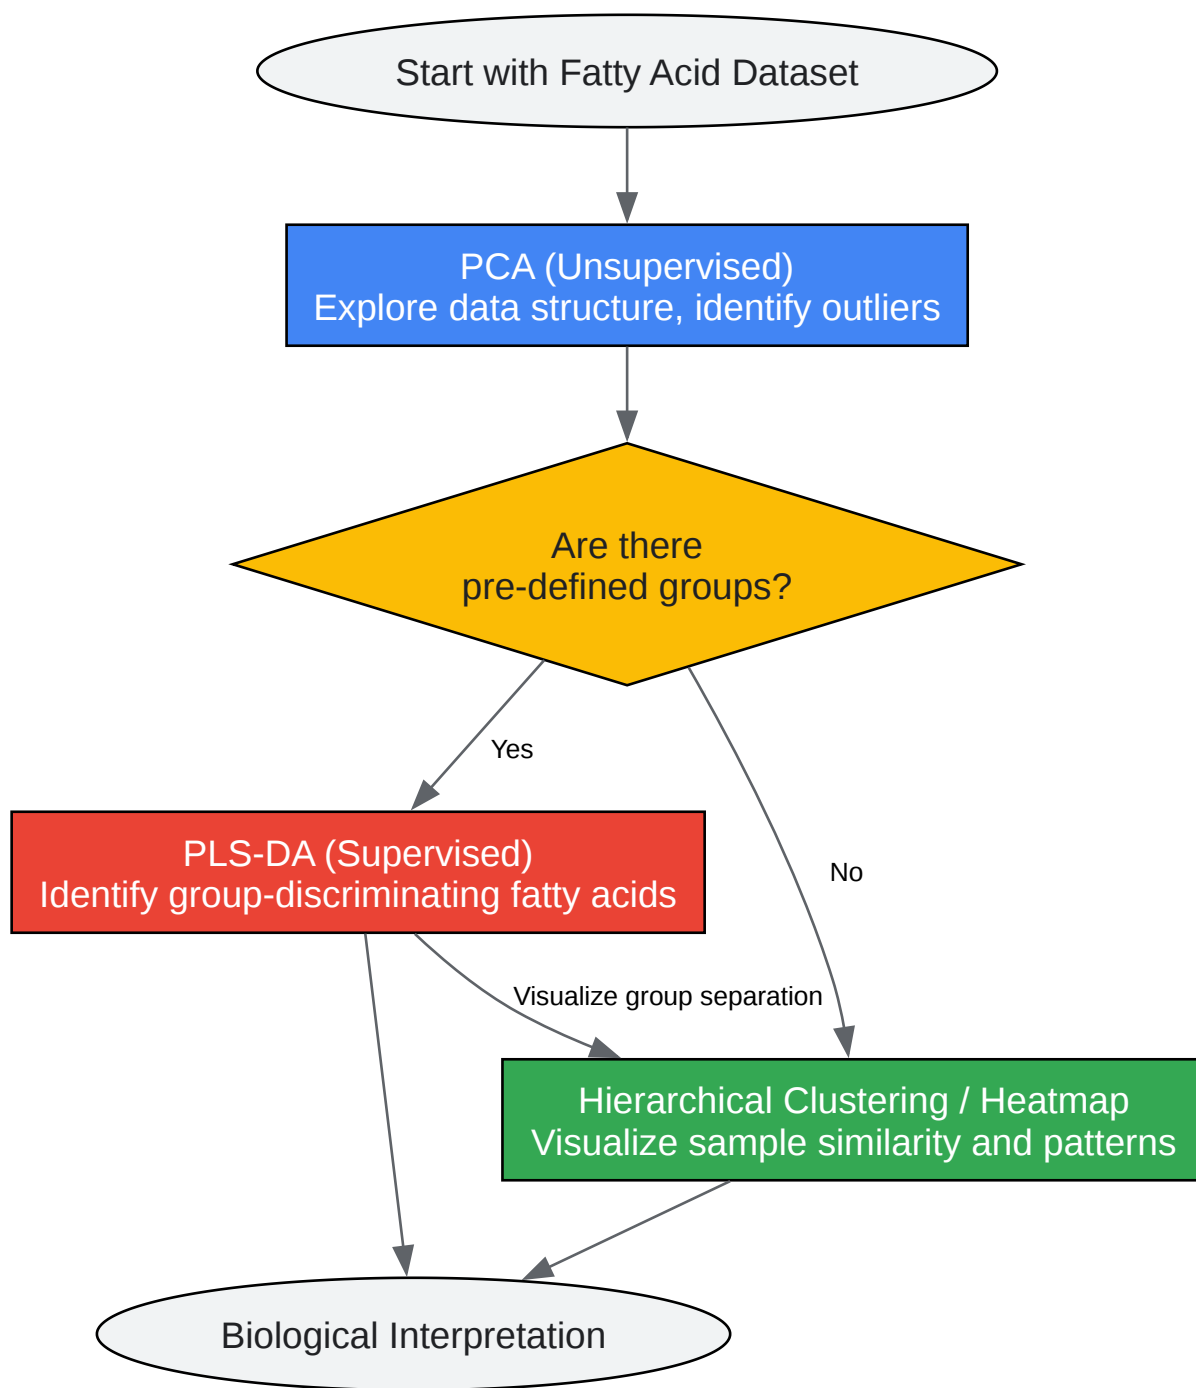 Start with Fatty Acid Dataset
PCA (Unsupervised)
Explore data structure, identify outliers
Are there
pre-defined groups?
Yes
PLS-DA (Supervised)
Identify group-discriminating fatty acids
No
Visualize group separation
Hierarchical Clustering / Heatmap
Visualize sample similarity and patterns
Biological Interpretation